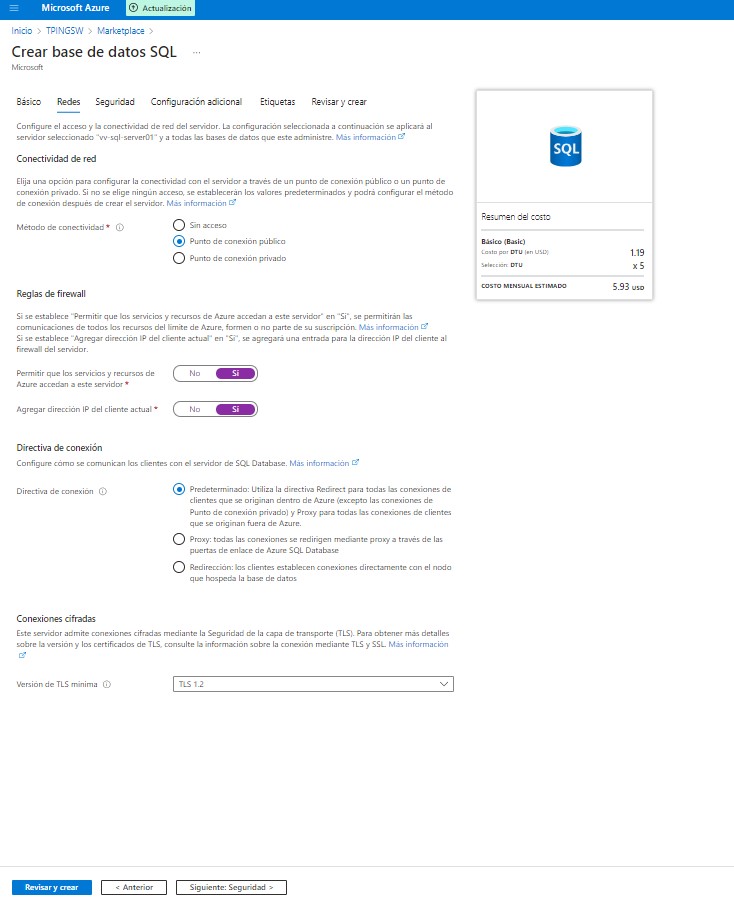 Microsoft Azure
Actualización
Inicio > TPINGSW > Marketplace >
Crear base de datos SQL ...
Microsoft
Básico Redes Seguridad Configuración adicional Etiquetas Revisar y crear
Configure el acceso y la conectividad de red del servidor. La configuración seleccionada a continuación se aplicará al
servidor seleccionado "vv-sql-server01" y a todas las bases de datos que este administre. Más información
Conectividad de red
Elija una opción para configurar la conectividad con el servidor a través de un punto de conexión público o un punto de
conexión privado. Si no se elige ningún acceso, se establecerán los valores predeterminados y podrá configurar el método
de conexión después de crear el servidor. Más información
Método de conectividad *
Sin acceso
Punto de conexión público
Punto de conexión privado
Reglas de firewall
Si se establece "Permitir que los servicios y recursos de Azure accedan a este servidor" en "Sí", se permitirán las
comunicaciones de todos los recursos del límite de Azure, formen o no parte de su suscripción. Más información
Si se establece "Agregar dirección IP del cliente actual" en "Sí", se agregará una entrada para la dirección IP del cliente al
firewall del servidor.
Permitir que los servicios y recursos de
Azure accedan a este servidor *
No Sí
Agregar dirección IP del cliente actual *
No Sí
Directiva de conexión
Configure cómo se comunican los clientes con el servidor de SQL Database. Más información
Directiva de conexión
Predeterminado: Utiliza la directiva Redirect para todas las conexiones de
clientes que se originan dentro de Azure (excepto las conexiones de
Punto de conexión privado) y Proxy para todas las conexiones de clientes
que se originan fuera de Azure.
Proxy: todas las conexiones se redirigen mediante proxy a través de las
puertas de enlace de Azure SQL Database
Redirección: los clientes establecen conexiones directamente con el nodo
que hospeda la base de datos
Conexiones cifradas
Este servidor admite conexiones cifradas mediante la Seguridad de la capa de transporte (TLS). Para obtener más detalles
sobre la versión y los certificados de TLS, consulte la información sobre la conexión mediante TLS y SSL. Más información
Versión de TLS mínima
TLS 1.2
SQL
Resumen del costo
Básico (Basic)
Costo por DTU (en USD) 1.19
Selección: DTU x 5
COSTO MENSUAL ESTIMADO 5.93 USD
Revisar y crear
< Anterior
Siguiente: Seguridad >